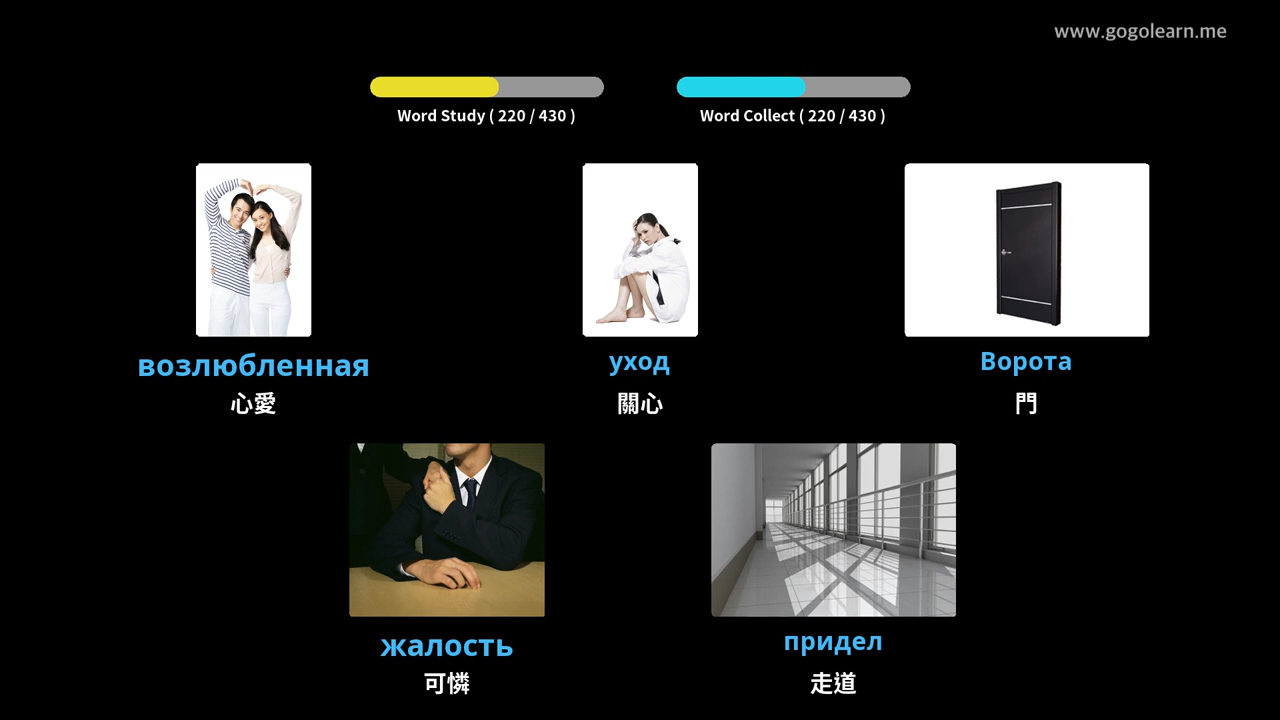 www.gogolearn.me
Word Study ( 220 / 430 )
Word Collect ( 220 / 430 )
возлюбленная
心愛
уход
關心
Ворота
門
жалость
可憐
придел
走道